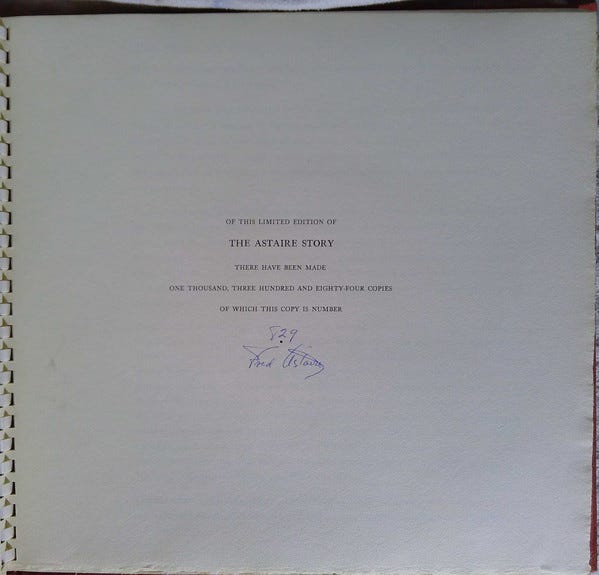 OF THIS LIMITED EDITION OF
THE ASTAIRE STORY
THERE HAVE BEEN MADE
ONE THOUSAND, THREE HUNDRED AND EIGHTY-FOUR COPIES
OF WHICH THIS COPY IS NUMBER
829
Fred Astaire